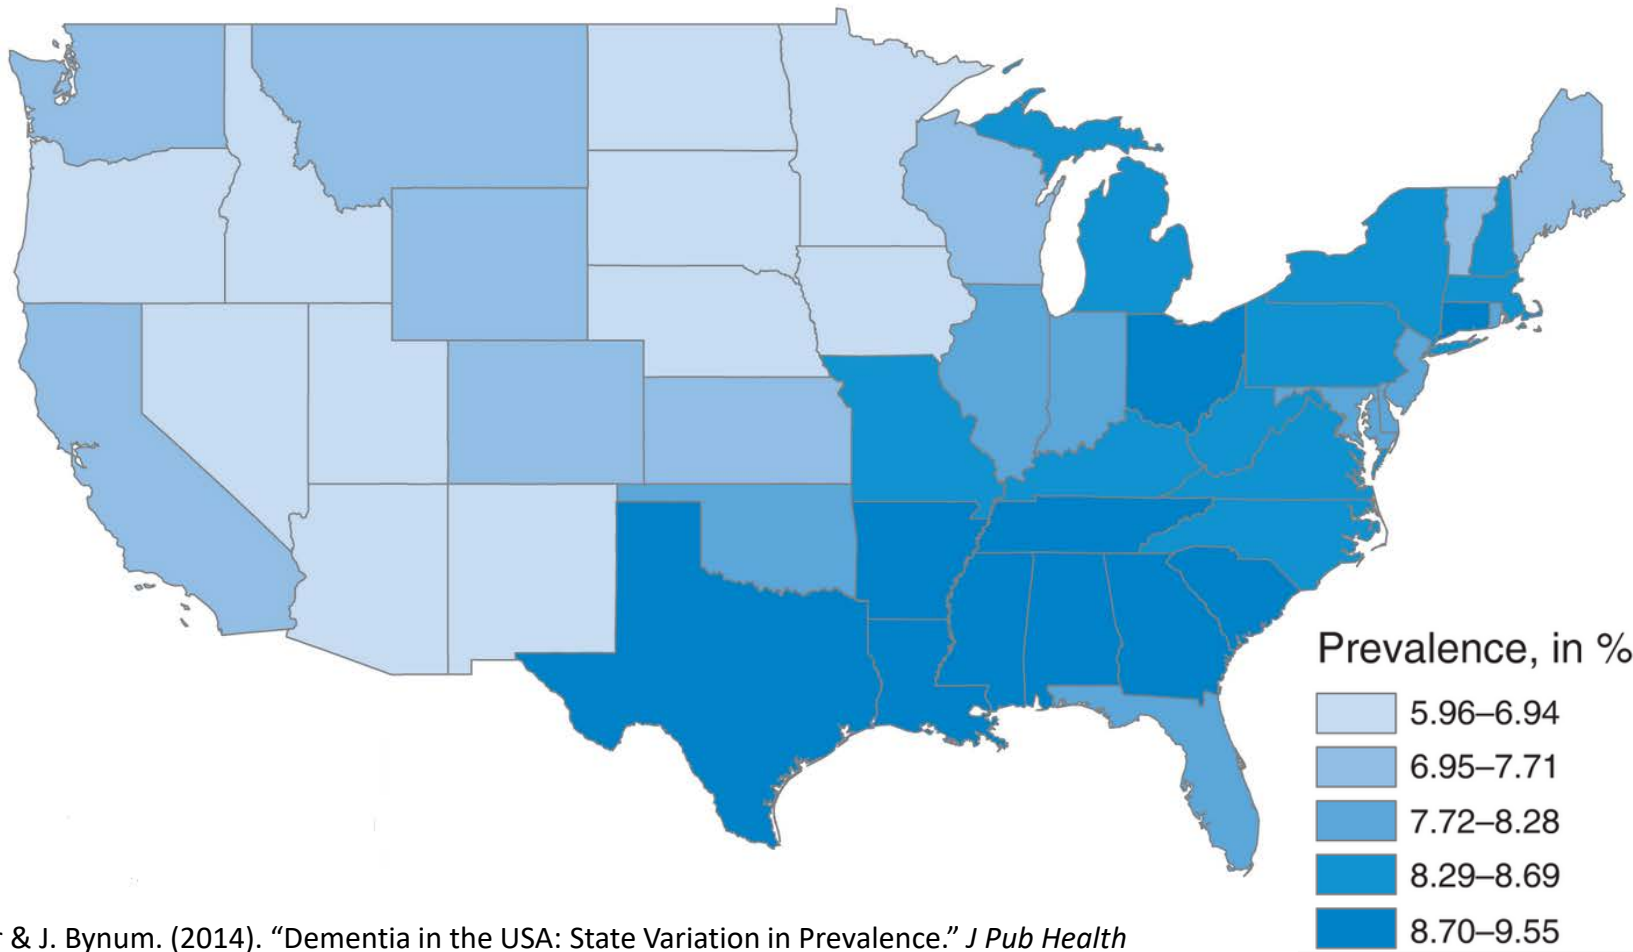 Prevalence, in %
5.96–6.94
6.95–7.71
7.72–8.28
8.29–8.69
8.70–9.55
& J. Bynum. (2014). “Dementia in the USA: State Variation in Prevalence.” J Pub Health